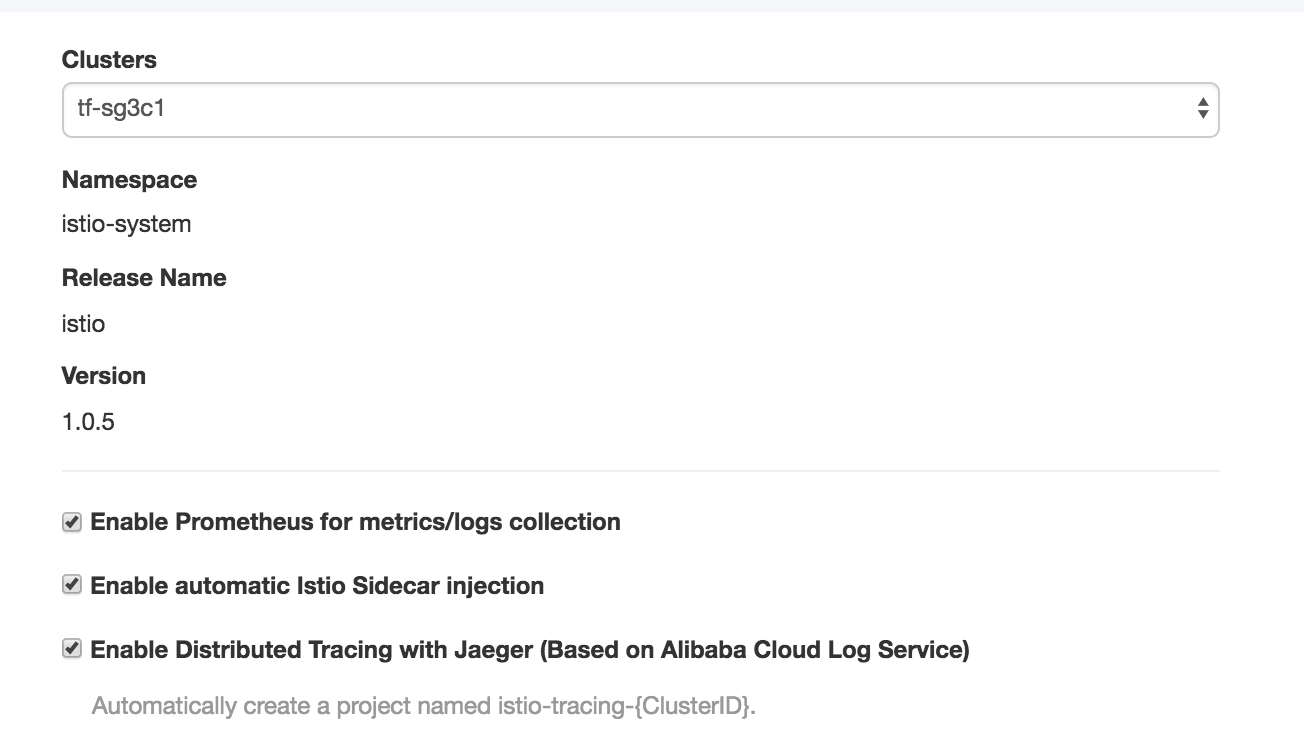 Clusters
tf-sg3c1
Namespace
istio-system
Release Name
istio
Version
1.0.5
Enable Prometheus for metrics/logs collection
Enable automatic Istio Sidecar injection
Enable Distributed Tracing with Jaeger (Based on Alibaba Cloud Log Service)
Automatically create a project named istio-tracing-{ClusterID}.